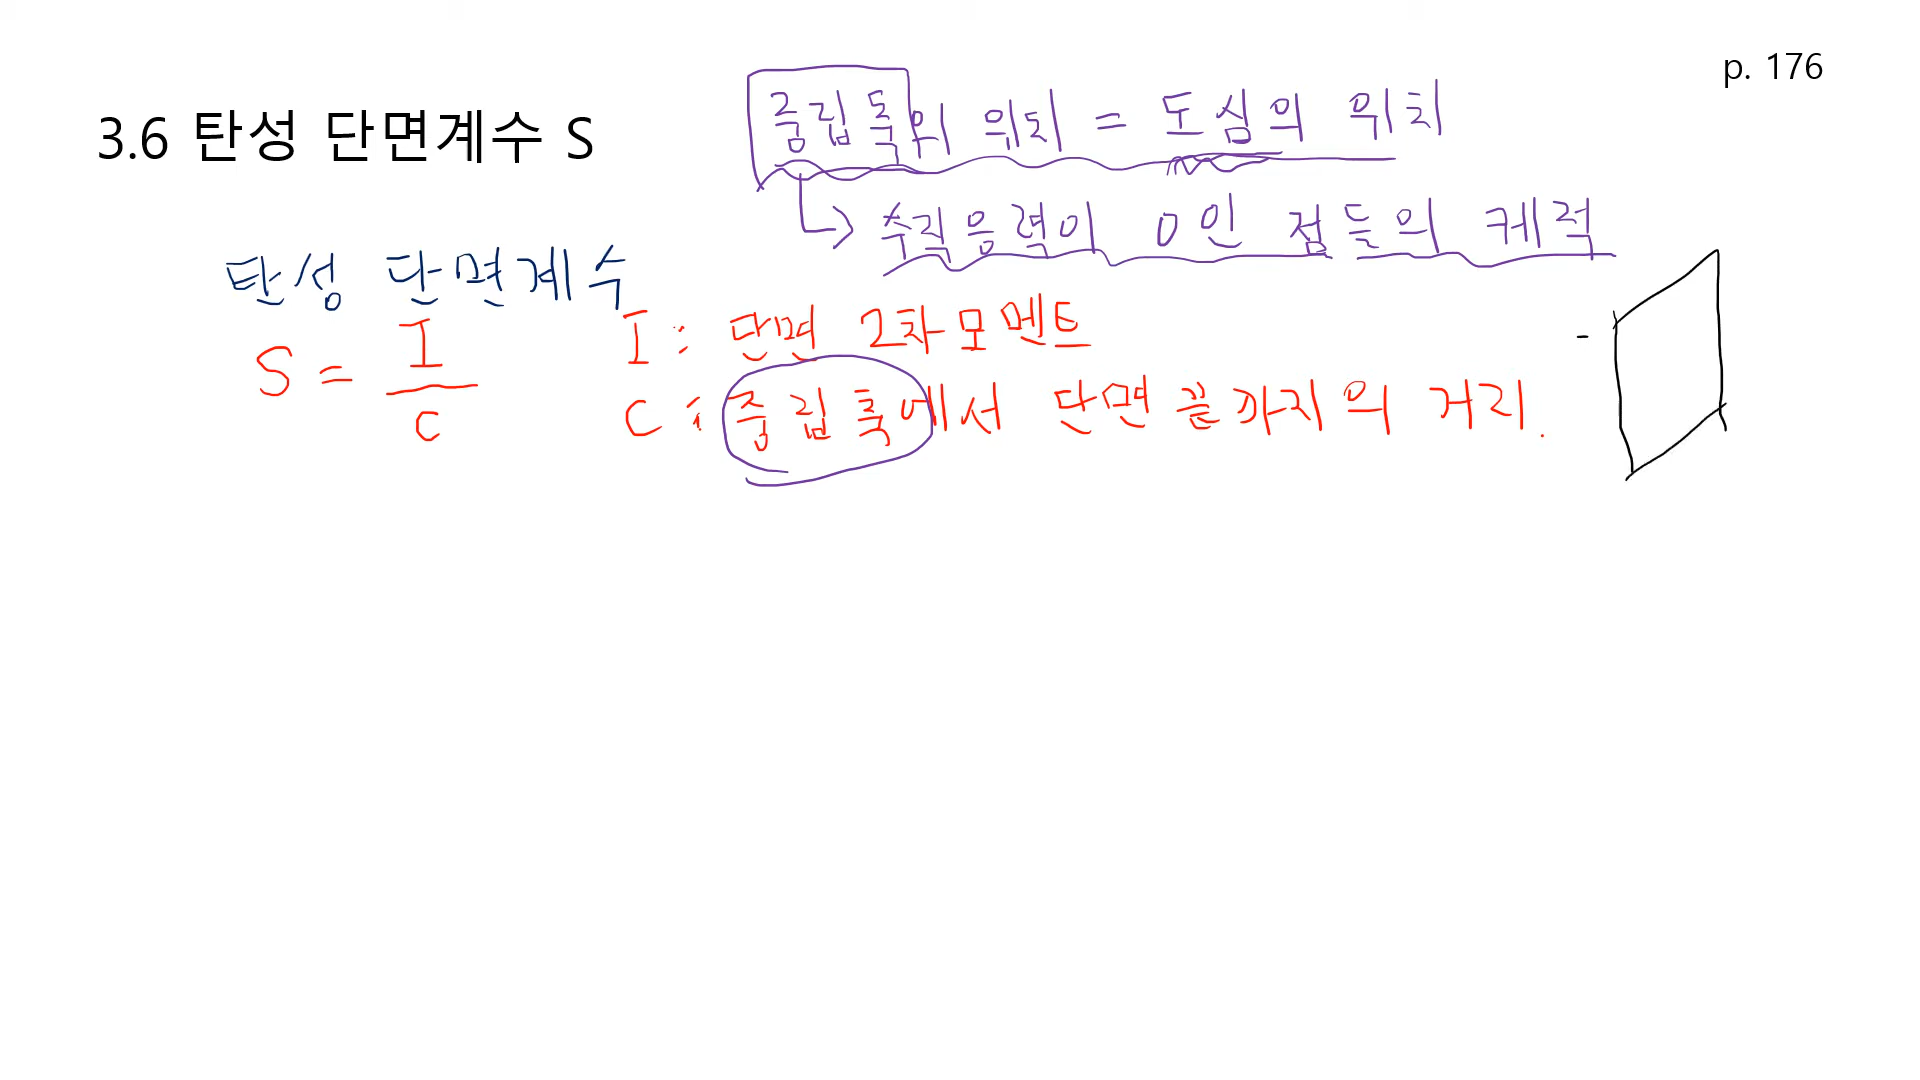 p. 176
3.6 탄성 단면계수 S
중립축의 위치 = 도심의 위치
수직응력이 0인 점들의 궤적
탄성 단면계수
S = I / c
I : 단면 2차모멘트
C : 중립축에서 단면 끝까지의 거리.